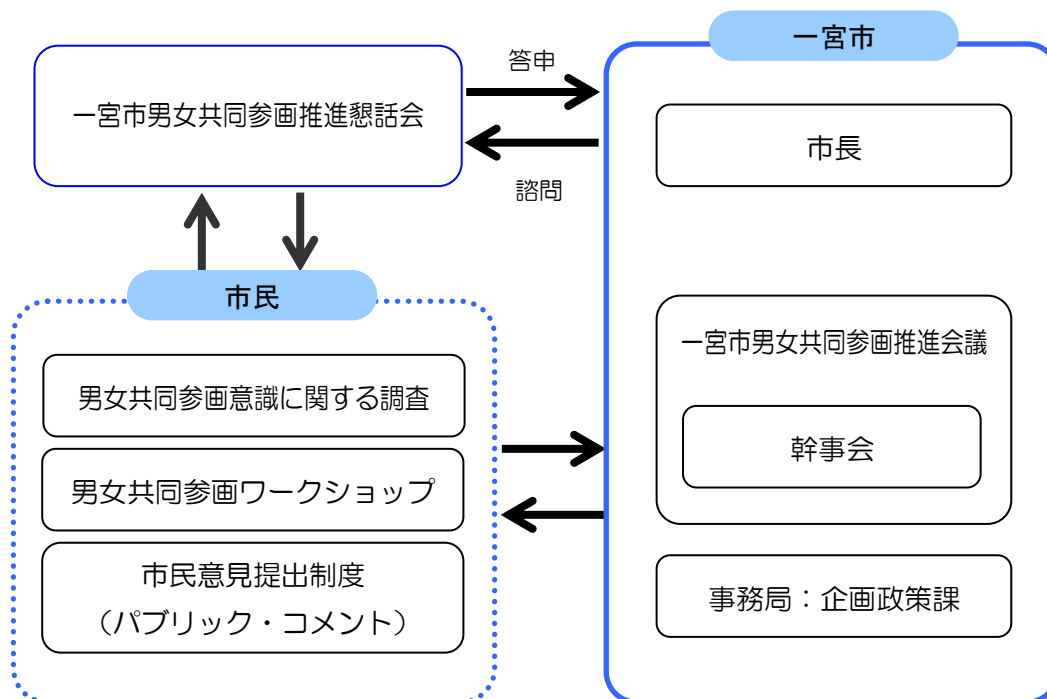 一宮市
答申
一宮市男女共同参画推進懇話会
市長
諮問
市民
一宮市男女共同参画推進会議
男女共同参画意識に関する調査
幹事会
男女共同参画ワークショップ
市民意見提出制度
（パブリック・コメント）
事務局：企画政策課